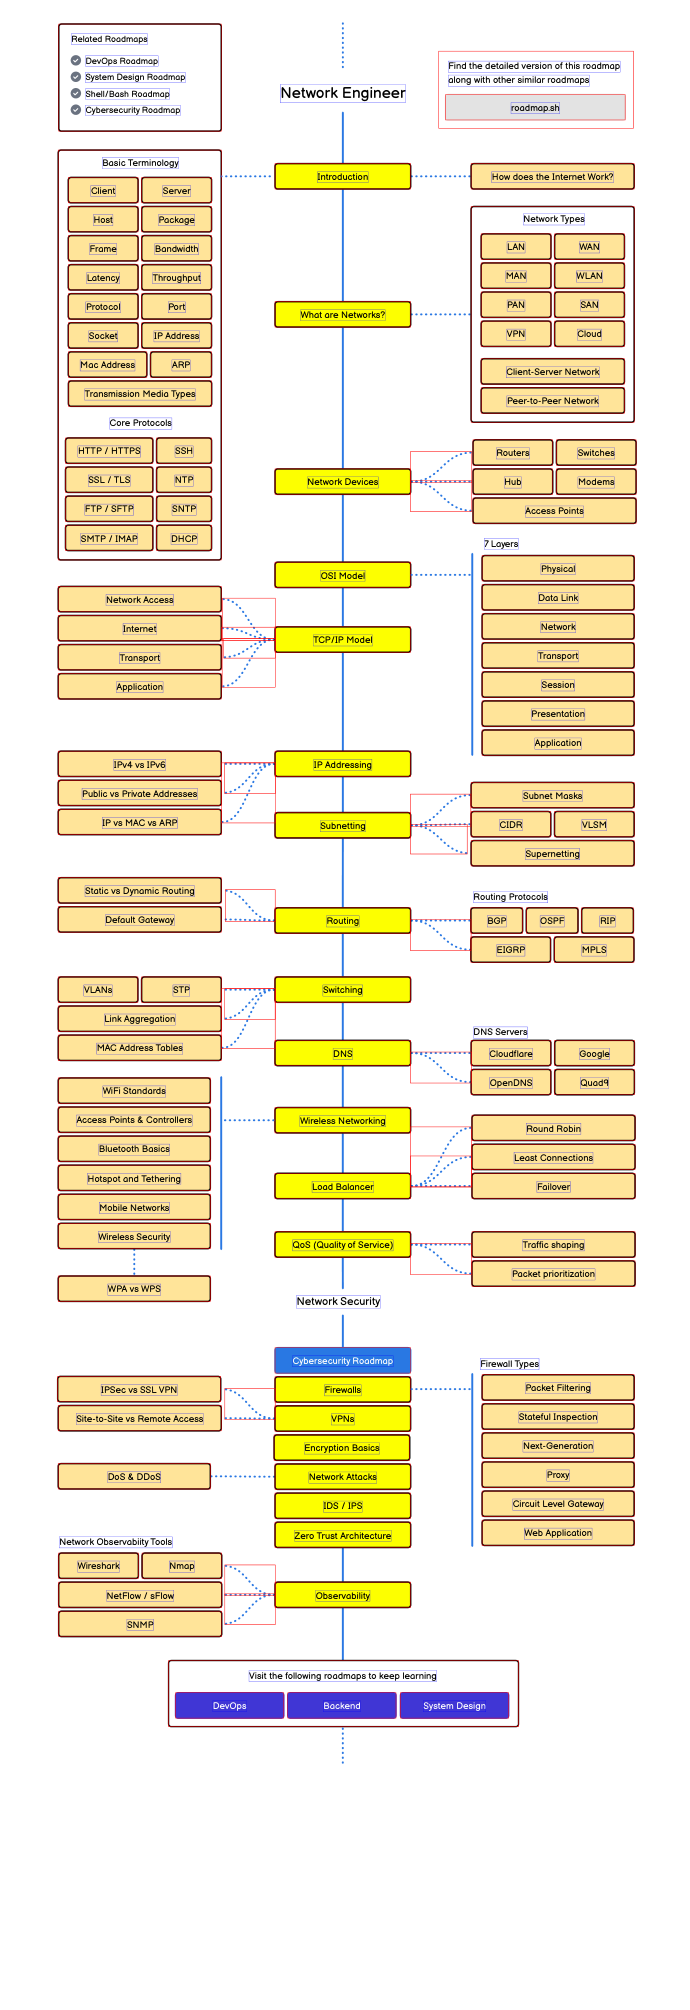 Related Roadmaps
DevOps Roadmap
System Design Roadmap
Shell/Bash Roadmap
Cybersecurity Roadmap
Network Engineer
Find the detailed version of this roadmap
along with other similar roadmaps
roadmap.sh
Basic Terminology
Client
Server
Host
Package
Frame
Bandwidth
Latency
Throughput
Protocol
Port
Socket
IP Address
Mac Address
ARP
Transmission Media Types
Core Protocols
HTTP / HTTPS
SSH
SSL / TLS
NTP
FTP / SFTP
SNTP
SMTP / IMAP
DHCP
Introduction
How does the Internet Work?
What are Networks?
Network Types
LAN
WAN
MAN
WLAN
PAN
SAN
VPN
Cloud
Client-Server Network
Peer-to-Peer Network
Network Devices
Routers
Switches
Hub
Modems
Access Points
OSI Model
7 Layers
Physical
Data Link
Network
Transport
Session
Presentation
Application
Network Access
Internet
Transport
Application
TCP/IP Model
IPv4 vs IPv6
Public vs Private Addresses
IP vs MAC vs ARP
IP Addressing
Subnetting
Subnet Masks
CIDR
VLSM
Supernetting
Static vs Dynamic Routing
Default Gateway
Routing
Routing Protocols
BGP
OSPF
RIP
EIGRP
MPLS
VLANs
STP
Link Aggregation
MAC Address Tables
Switching
DNS
DNS Servers
Cloudflare
Google
OpenDNS
Quad9
WiFi Standards
Access Points & Controllers
Bluetooth Basics
Hotspot and Tethering
Mobile Networks
Wireless Security
WPA vs WPS
Wireless Networking
Load Balancer
Round Robin
Least Connections
Failover
QoS (Quality of Service)
Traffic shaping
Packet prioritization
Network Security
Cybersecurity Roadmap
Firewalls
Firewall Types
Packet Filtering
Stateful Inspection
Next-Generation
Proxy
Circuit Level Gateway
Web Application
IPSec vs SSL VPN
Site-to-Site vs Remote Access
VPNs
Encryption Basics
DoS & DDoS
Network Attacks
IDS / IPS
Zero Trust Architecture
Network Observabiity Tools
Wireshark
Nmap
NetFlow / sFlow
SNMP
Observability
Visit the following roadmaps to keep learning
DevOps
Backend
System Design